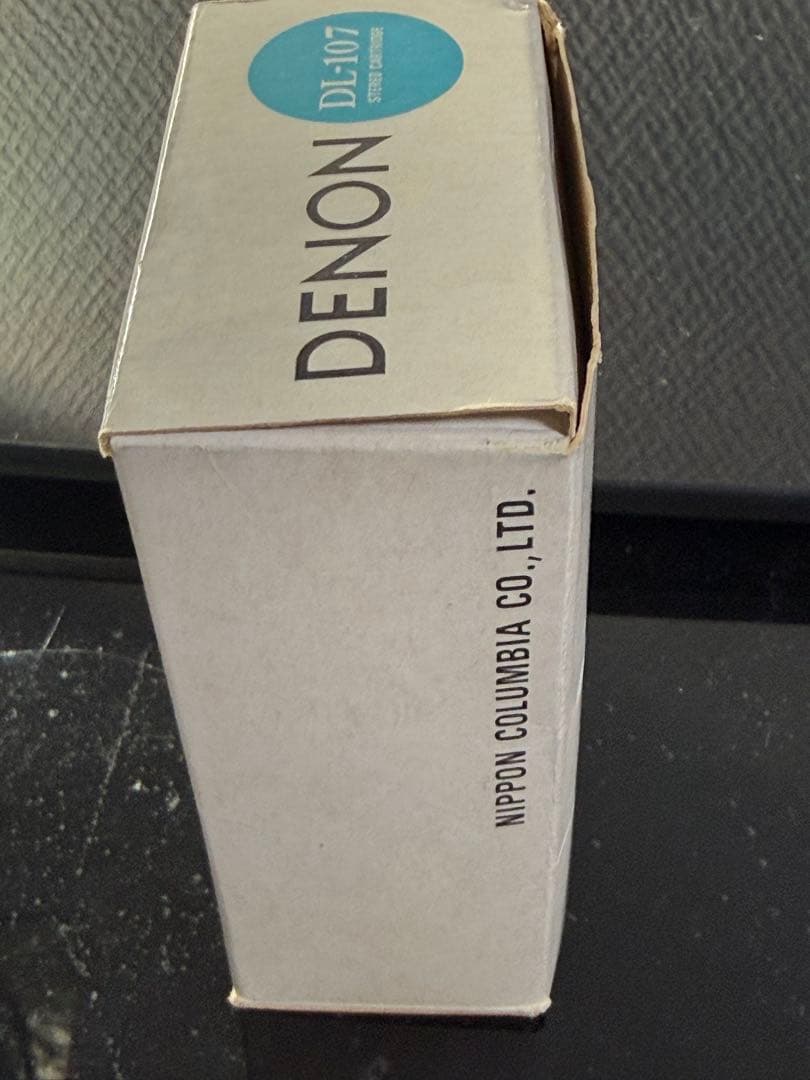 DENON
DL-107
STEREO CARTRIDGE
NIPPON COLUMBIA CO., LTD.